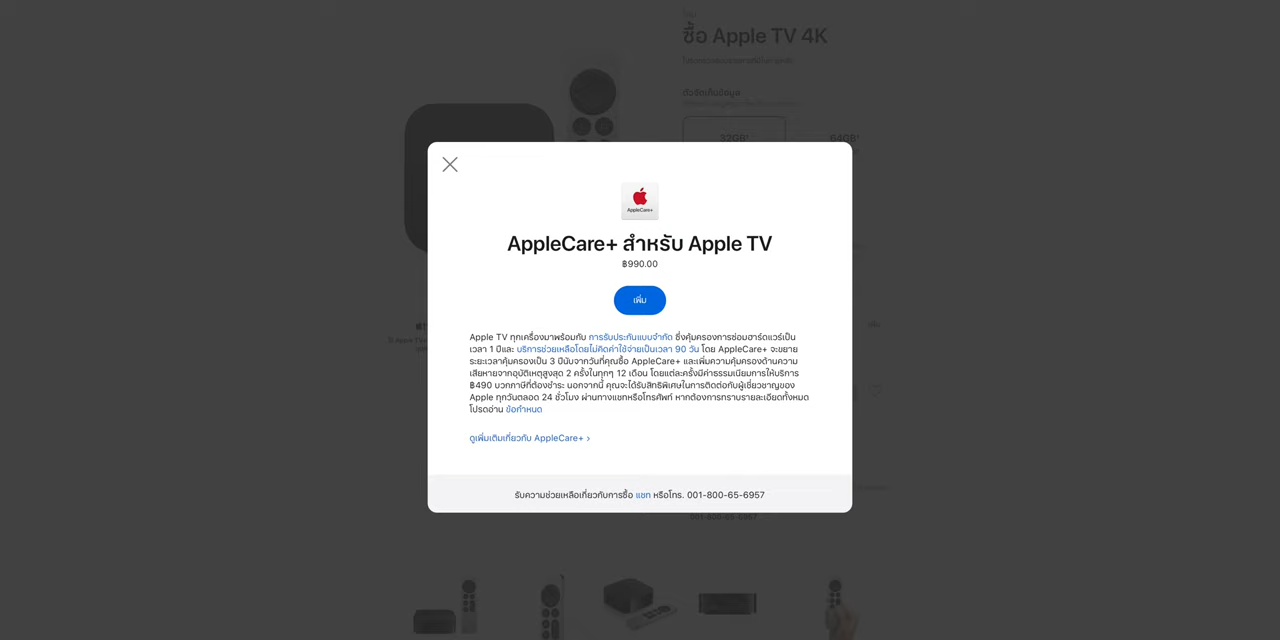 ซื้อ Apple TV 4K
ตัวจัดเก็บข้อมูล
32GB¹
64GB¹
AppleCare+
AppleCare+ สำหรับ Apple TV
฿990.00
เพิ่ม
Apple TV ทุกเครื่องมาพร้อมกับ การรับประกันแบบจำกัด ซึ่งคุ้มครองการซ่อมฮาร์ดแวร์เป็น
เวลา 1 ปีและ บริการช่วยเหลือโดยไม่คิดค่าใช้จ่ายเป็นเวลา 90 วัน โดย AppleCare+ จะขยาย
ระยะเวลาคุ้มครองเป็น 3 ปีนับจากวันที่คุณซื้อ AppleCare+ และเพิ่มความคุ้มครองด้านความ
เสียหายจากอุบัติเหตุสูงสุด 2 ครั้งในทุกๆ 12 เดือน โดยแต่ละครั้งมีค่าธรรมเนียมการให้บริการ
฿490 บวกภาษีที่ต้องชำระ นอกจากนี้ คุณจะได้รับสิทธิพิเศษในการติดต่อกับผู้เชี่ยวชาญของ
Apple ทุกวันตลอด 24 ชั่วโมง ผ่านทางแชทหรือโทรศัพท์ หากต้องการทราบรายละเอียดทั้งหมด
โปรดอ่าน ข้อกำหนด
ดูเพิ่มเติมเกี่ยวกับ AppleCare+ ›
รับความช่วยเหลือเกี่ยวกับการซื้อ แชท หรือโทร. 001-800-65-6957
001-800-65-6957